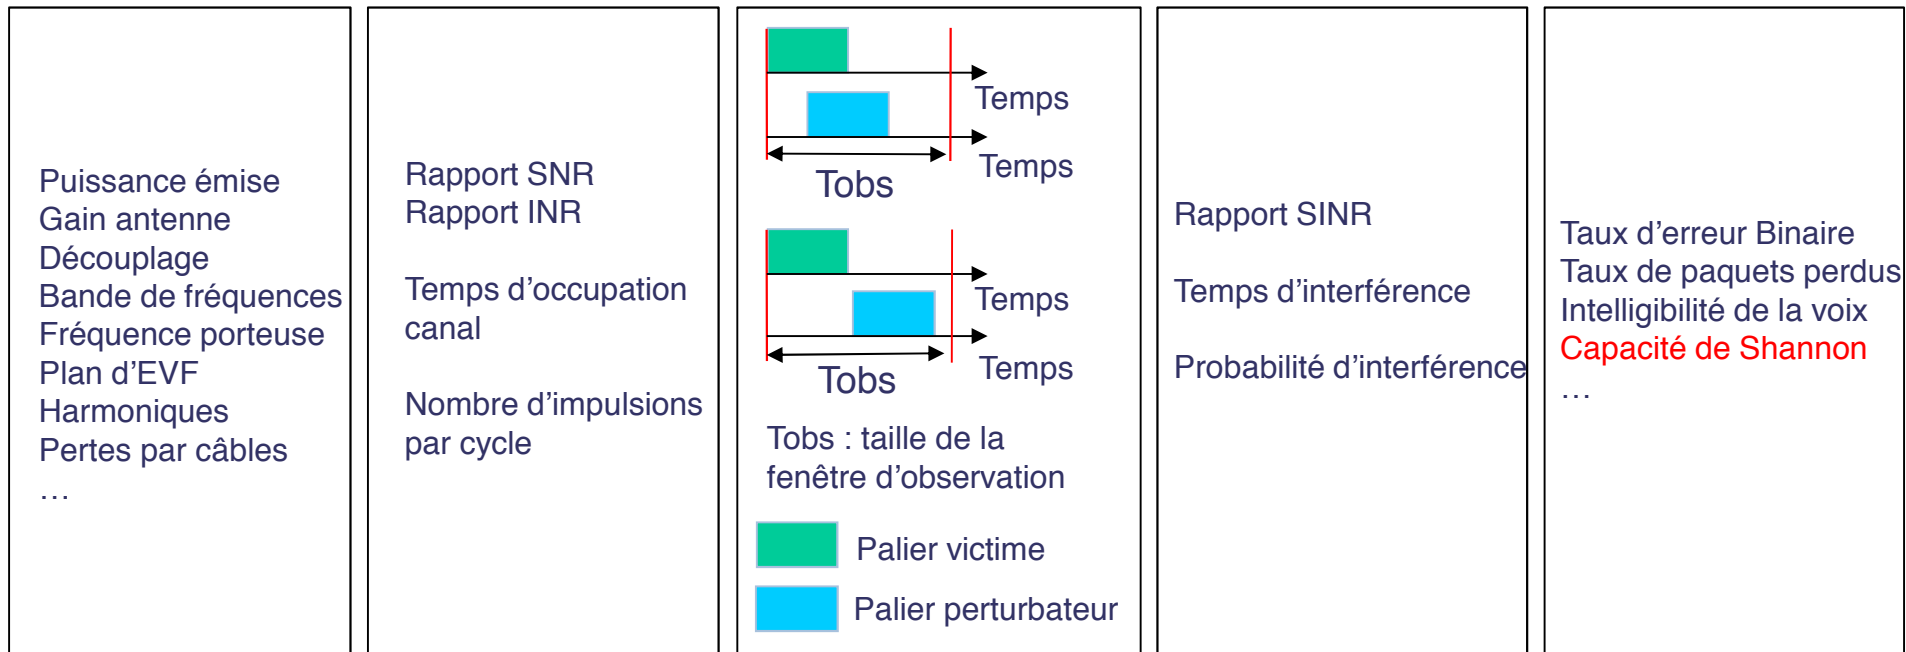 Puissance émise
Gain antenne
Découplage
Bande de fréquences
Fréquence porteuse
Plan d’EVF
Harmoniques
Pertes par câbles
…
Rapport SNR
Rapport INR
Temps d’occupation
canal
Nombre d’impulsions
par cycle
Temps
Temps
Tobs
Temps
Temps
Tobs
Tobs : taille de la
fenêtre d’observation
Palier victime
Palier perturbateur
Rapport SINR
Temps d’interférence
Probabilité d’interférence
Taux d’erreur Binaire
Taux de paquets perdus
Intelligibilité de la voix
Capacité de Shannon
…